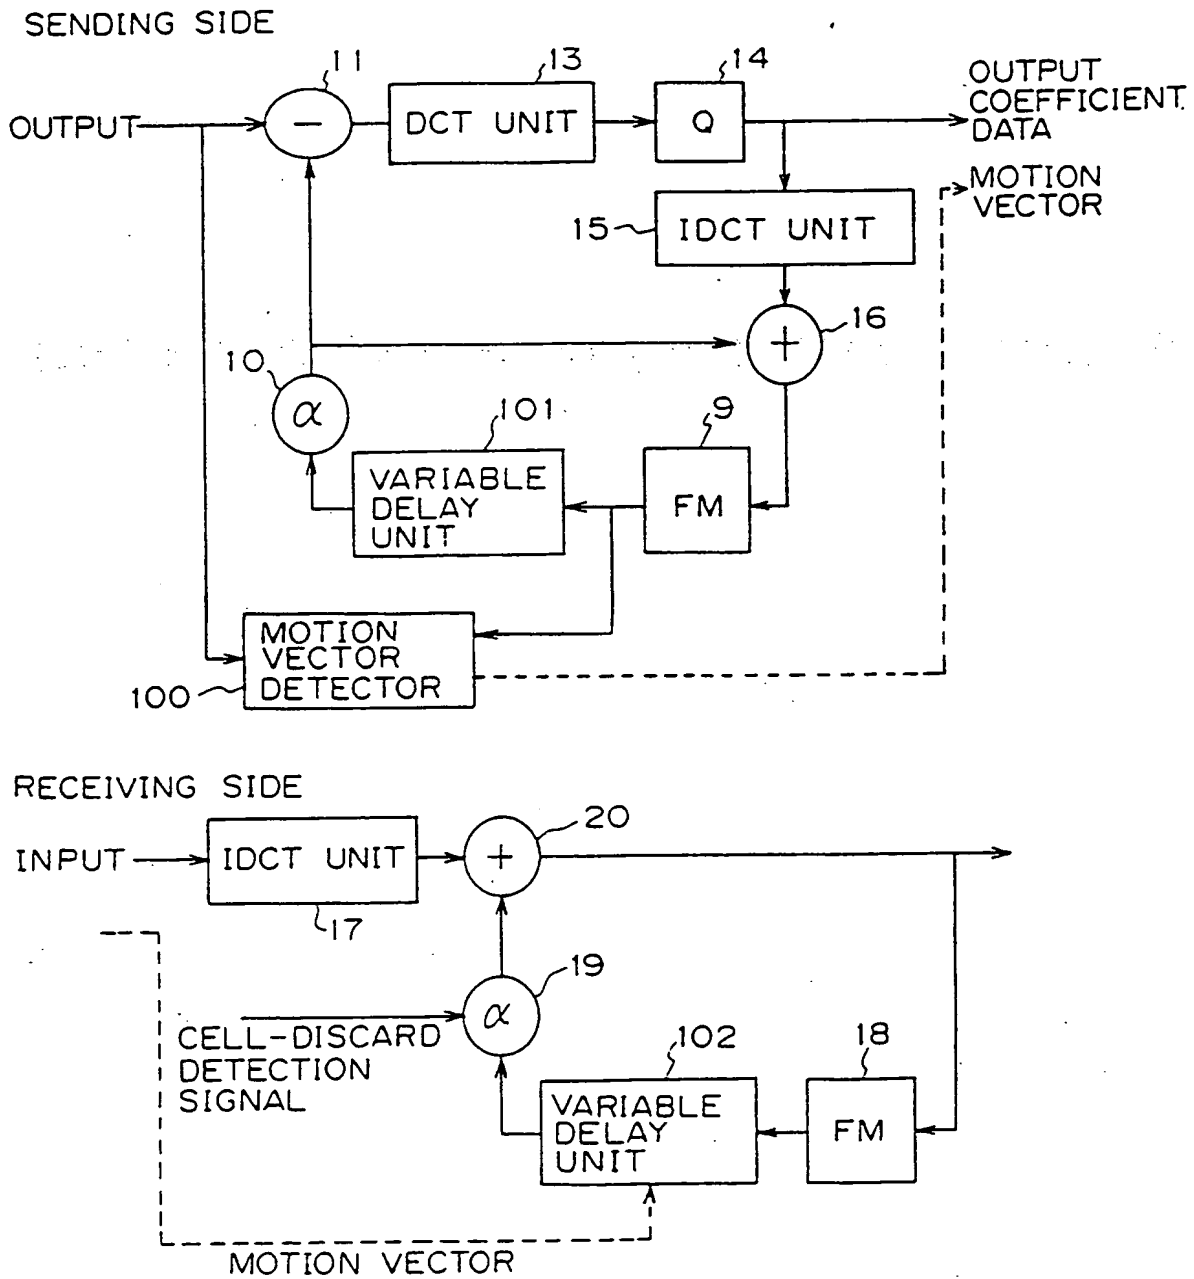 SENDING SIDE
11
13
14
OUTPUT
−
DCT UNIT
Q
OUTPUT
COEFFICIENT
DATA
MOTION
VECTOR
15
IDCT UNIT
16
+
10
α
101
VARIABLE
DELAY
UNIT
9
FM
MOTION
VECTOR
DETECTOR
100
RECEIVING SIDE
INPUT
IDCT UNIT
17
+
20
19
α
CELL-DISCARD
DETECTION
SIGNAL
102
VARIABLE
DELAY
UNIT
18
FM
MOTION VECTOR